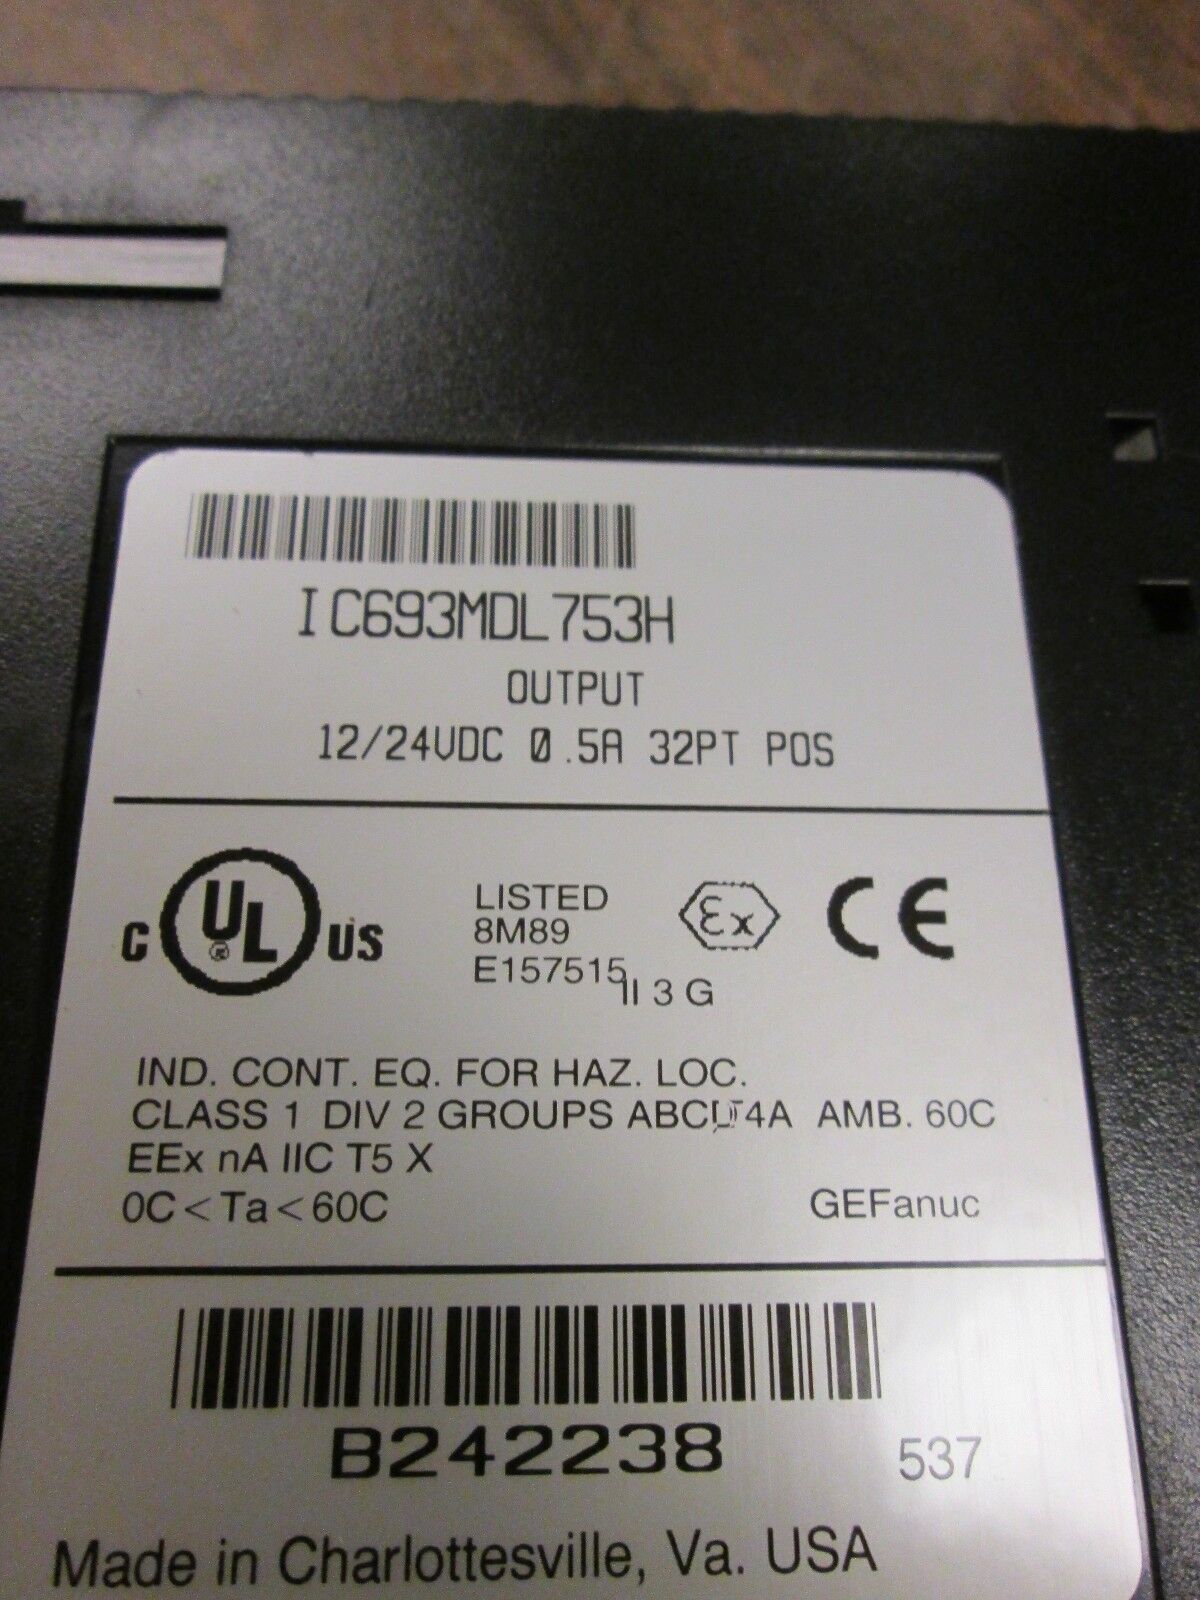 IC693MDL753H
OUTPUT
12/24VDC 0.5A 32PT POS
C UL ® US
LISTED
8M89
E157515
Ex
CE
II 3 G
IND. CONT. EQ. FOR HAZ. LOC.
CLASS 1 DIV 2 GROUPS ABCDT4A AMB. 60C
EEx nA IIC T5 X
0C<Ta<60C GEFanuc
B242238 537
Made in Charlottesville, Va. USA